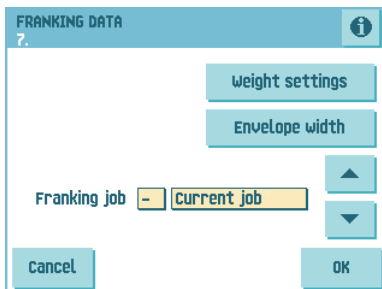 FRANKING DATA
7.
Weight settings
Envelope width
Franking job - Current job
Cancel OK